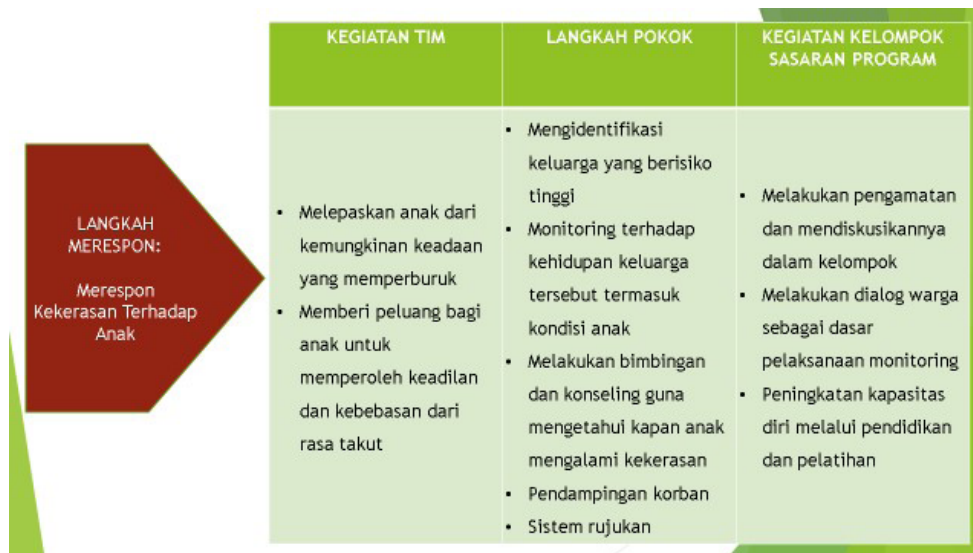 LANGKAH
MERESPON:
Merespon
Kekerasan Terhadap
Anak
KEGIATAN TIM
• Melepaskan anak dari
kemungkinan keadaan
yang memperburuk
• Memberi peluang bagi
anak untuk
memperoleh keadilan
dan kebebasan dari
rasa takut
LANGKAH POKOK
• Mengidentifikasi
keluarga yang berisiko
tinggi
• Monitoring terhadap
kehidupan keluarga
tersebut termasuk
kondisi anak
• Melakukan bimbingan
dan konseling guna
mengetahui kapan anak
mengalami kekerasan
• Pendampingan korban
• Sistem rujukan
KEGIATAN KELOMPOK
SASARAN PROGRAM
• Melakukan pengamatan
dan mendiskusikannya
dalam kelompok
• Melakukan dialog warga
sebagai dasar
pelaksanaan monitoring
• Peningkatan kapasitas
diri melalui pendidikan
dan pelatihan